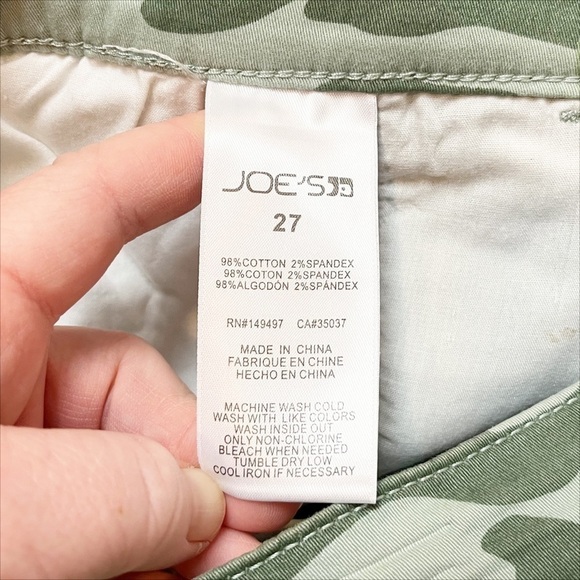 JOE'S
27
98%COTTON 2%SPANDEX
98%COTON 2%SPANDEX
98%ALGODÓN 2%SPÁNDEX
RN#149497 CA#35037
MADE IN CHINA
FABRIQUE EN CHINE
HECHO EN CHINA
MACHINE WASH COLD
WASH WITH LIKE COLORS
WASH INSIDE OUT
ONLY NON-CHLORINE
BLEACH WHEN NEEDED
TUMBLE DRY LOW
COOL IRON IF NECESSARY